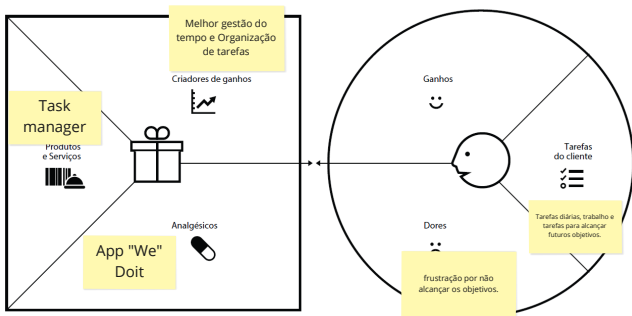 Melhor gestão do
tempo e Organização
de tarefas
Criadores de ganhos
Task
manager
Produtos
e Serviços
Analgésicos
App "We"
Doit
Ganhos
Tarefas
do cliente
Tarefas diárias, trabalho e
tarefas para alcançar
futuros objetivos.
Dores
frustração por não
alcançar os objetivos.